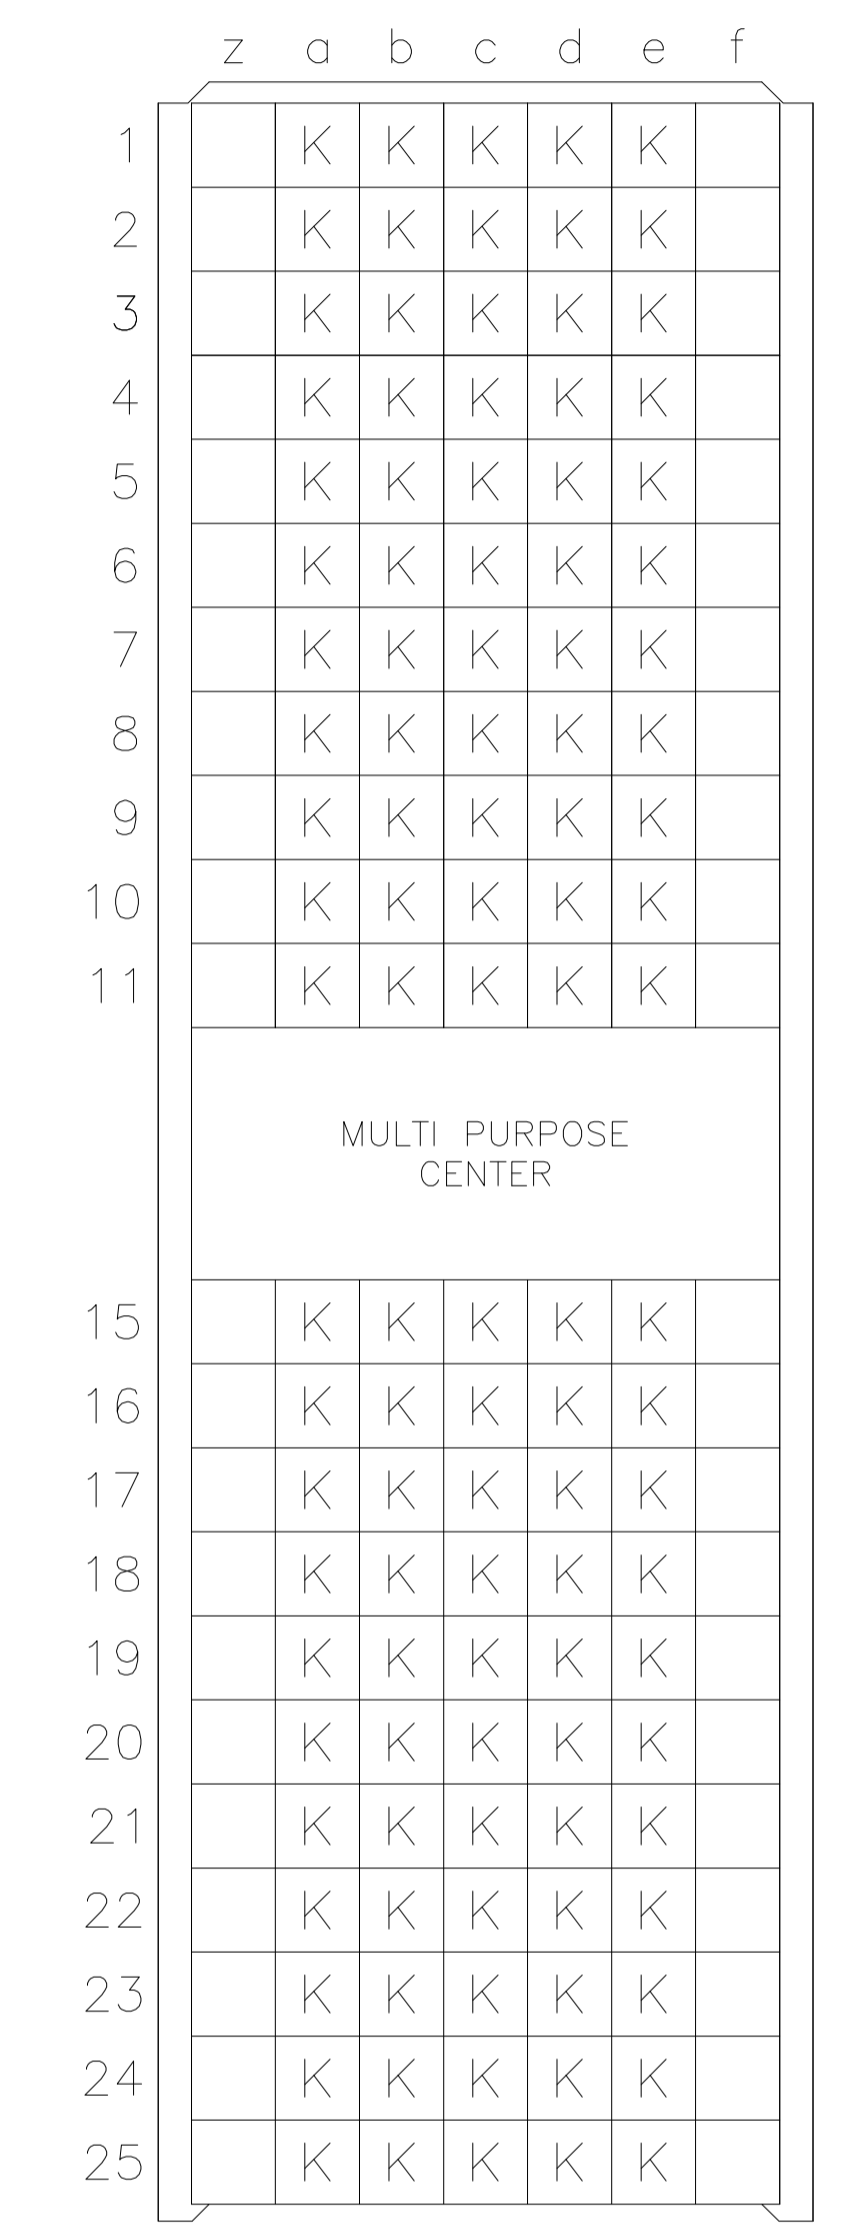 z a b c d e f
1 K K K K K
2 K K K K K
3 K K K K K
4 K K K K K
5 K K K K K
6 K K K K K
7 K K K K K
8 K K K K K
9 K K K K K
10 K K K K K
11 K K K K K
MULTI PURPOSE
CENTER
15 K K K K K
16 K K K K K
17 K K K K K
18 K K K K K
19 K K K K K
20 K K K K K
21 K K K K K
22 K K K K K
23 K K K K K
24 K K K K K
25 K K K K K